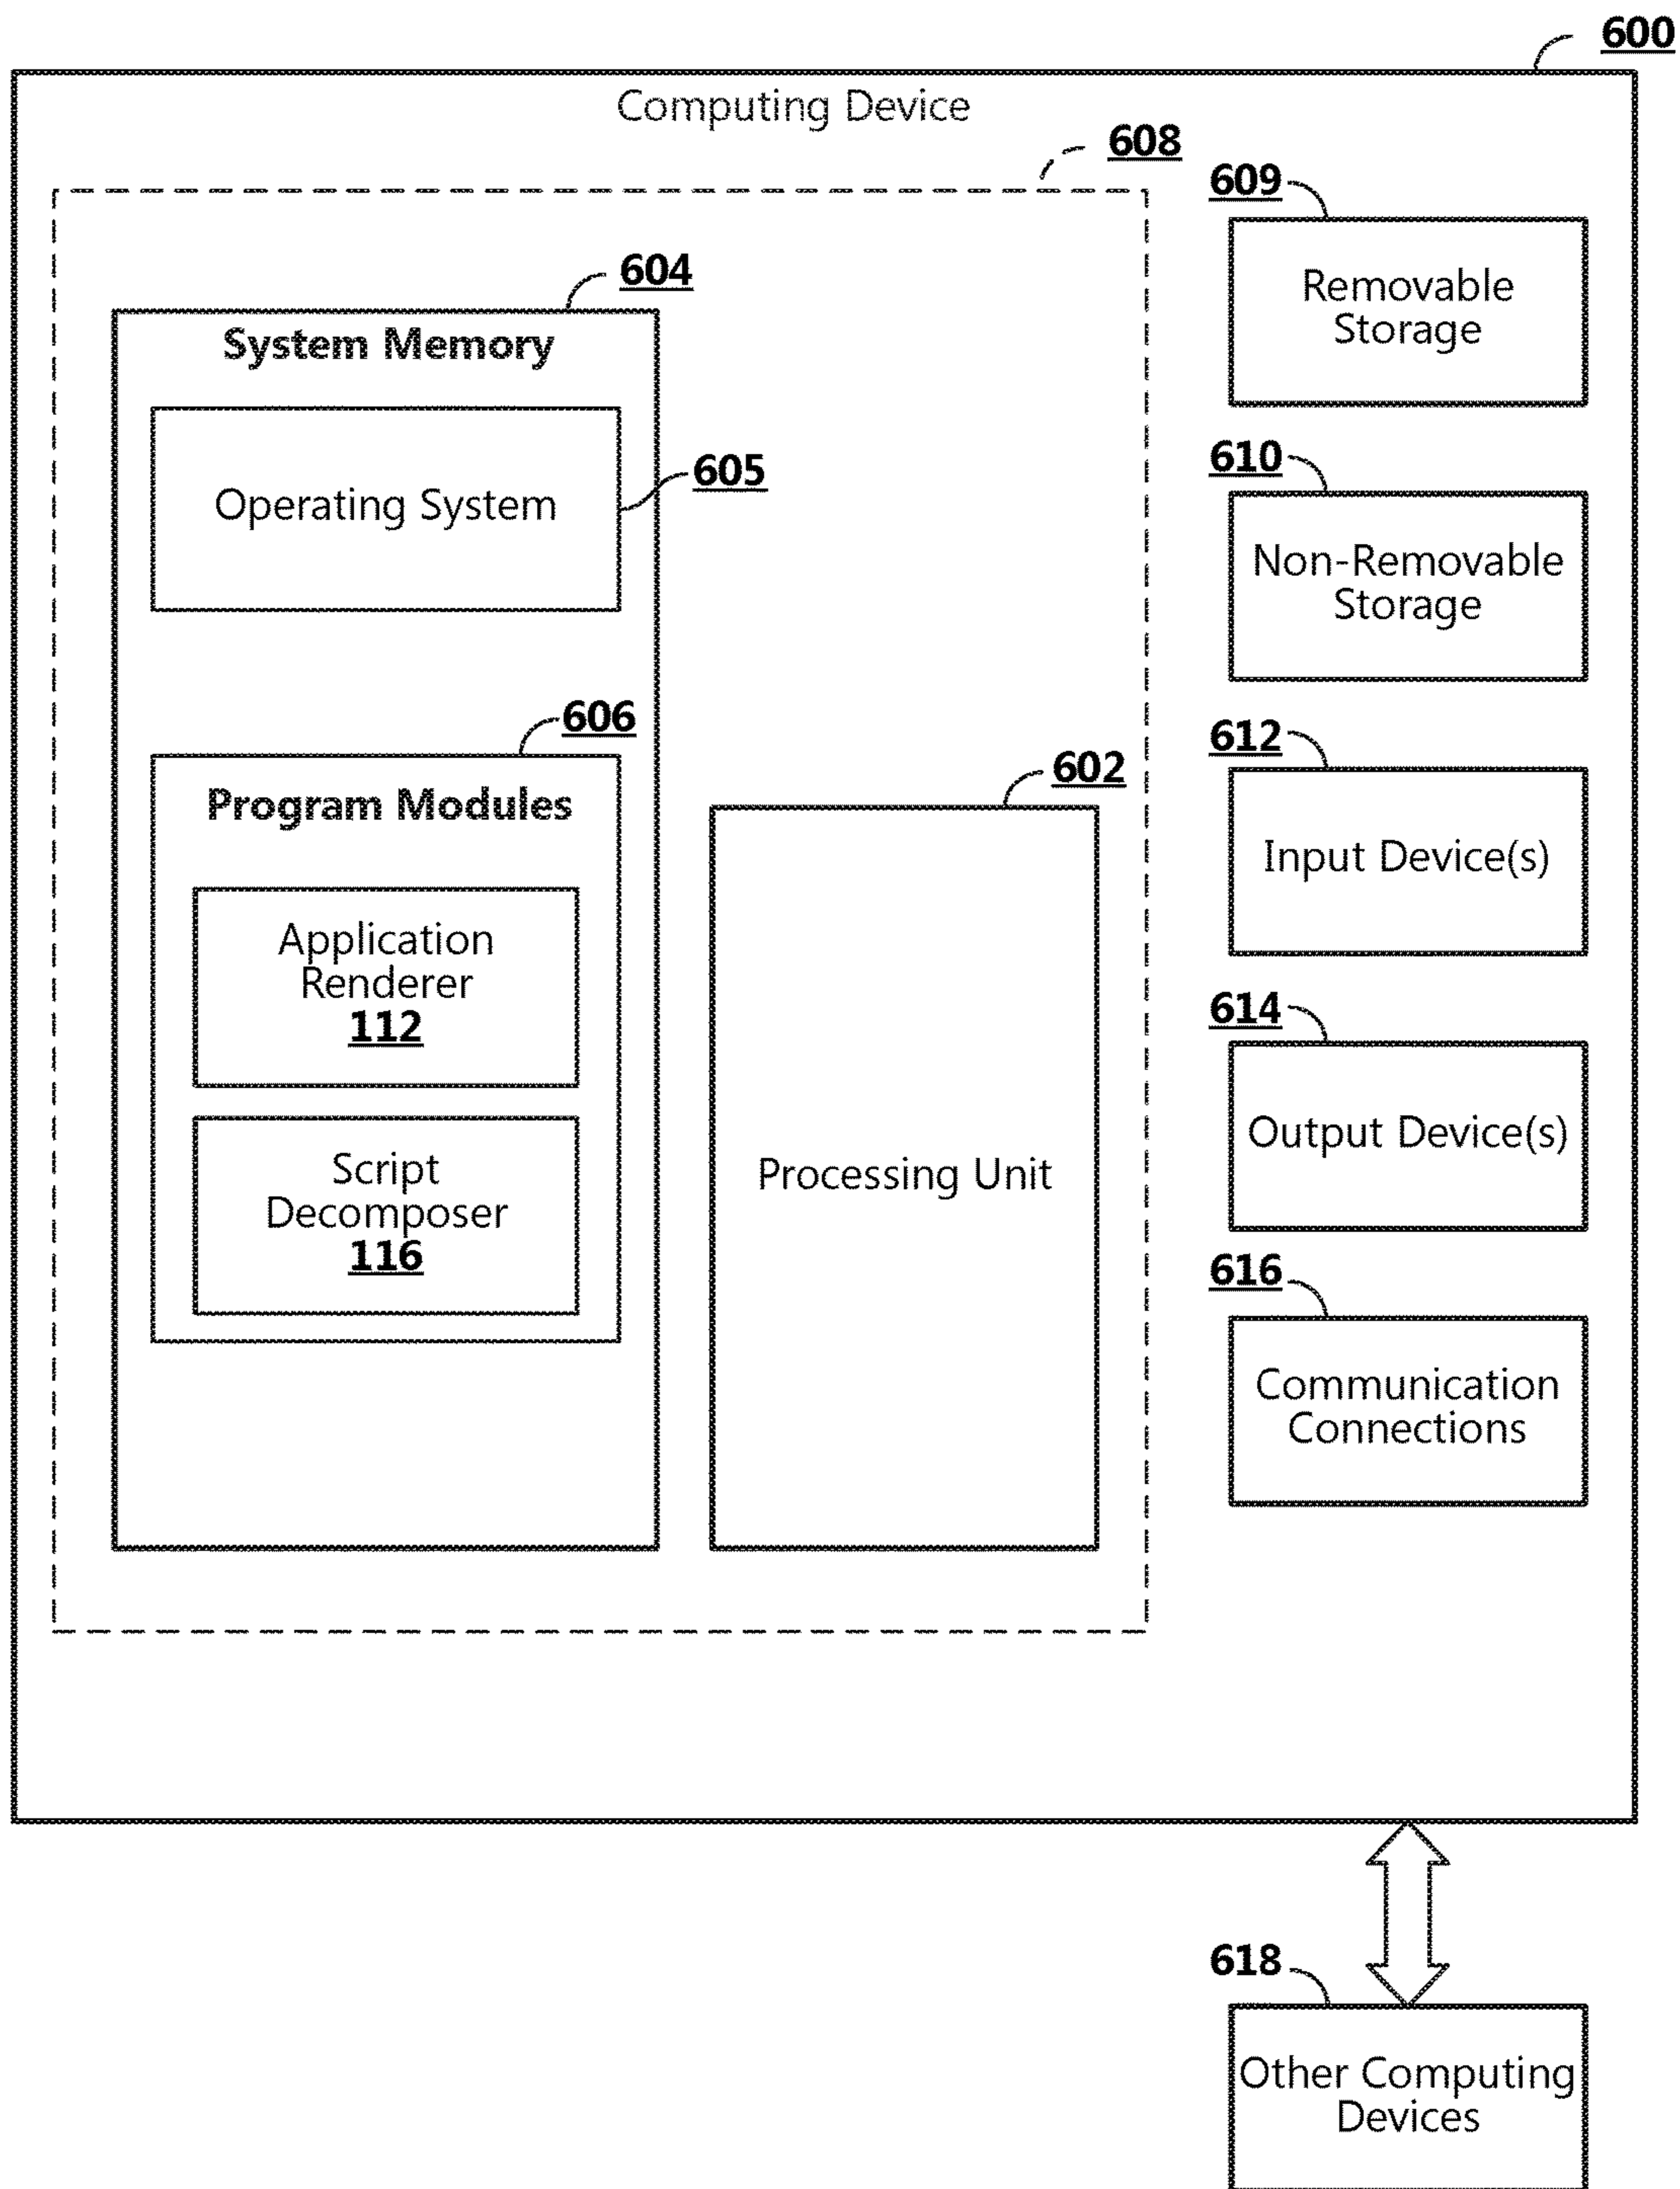 600
Computing Device
608
609
Removable
Storage
604
System Memory
Operating System
605
610
Non-Removable
Storage
606
Program Modules
602
612
Input Device(s)
Application
Renderer
112
614
Output Device(s)
Script
Decomposer
116
Processing Unit
616
Communication
Connections
618
Other Computing
Devices